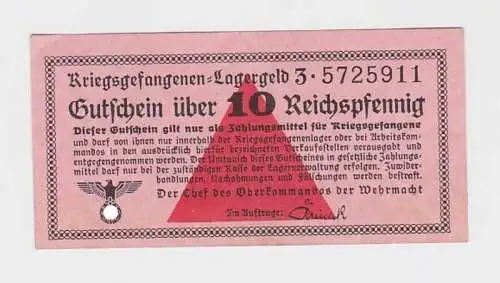 Kriegsgefangenen=Lagergeld 3·5725911
Gutschein über 10 Reichspfennig
Dieser Gutschein gilt nur als Zahlungsmittel für Kriegsgefangene
und darf von ihnen nur innerhalb der Kriegsgefangenenlager oder bei Arbeitskom-
mandos in den ausdrücklich hierfür bezeichneten Verkaufsstellen verausgabt und
entgegengenommen werden. Der Umtausch dieses Gutscheines in gesetzliche Zahlungs-
mittel darf nur bei der zuständigen Kasse der Lagerverwaltung erfolgen. Zuwider-
handlungen, Nachahmungen und Fälschungen werden bestraft.
Der Chef des Oberkommandos der Wehrmacht
Im Auftrage: